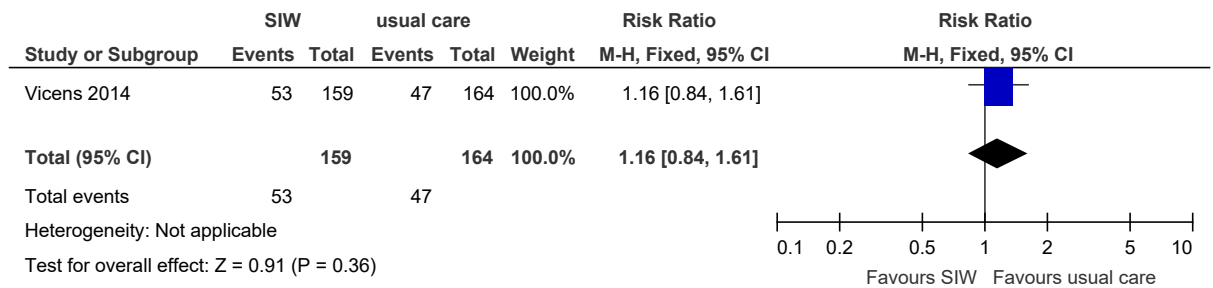 SIW usual care Risk Ratio Risk Ratio
Study or Subgroup Events Total Events Total Weight M-H, Fixed, 95% CI M-H, Fixed, 95% CI
Vicens 2014 53 159 47 164 100.0% 1.16 [0.84, 1.61]
Total (95% CI) 159 164 100.0% 1.16 [0.84, 1.61]
Total events 53 47
Heterogeneity: Not applicable
Test for overall effect: Z = 0.91 (P = 0.36)
0.1 0.2 0.5 1 2 5 10
Favours SIW Favours usual care